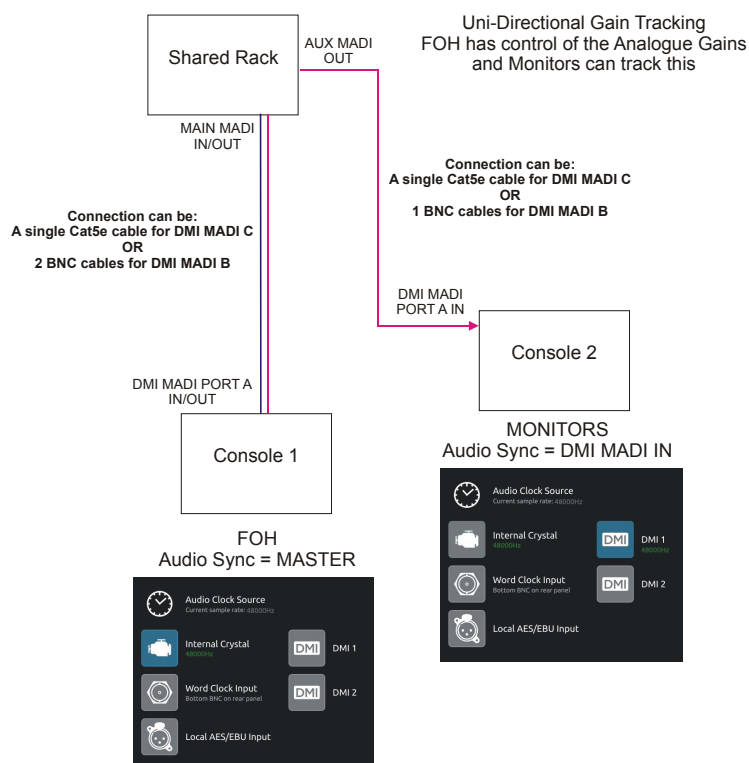 Uni-Directional Gain Tracking
FOH has control of the Analogue Gains
and Monitors can track this
Shared Rack
AUX MADI
OUT
MAIN MADI
IN/OUT
Connection can be:
A single Cat5e cable for DMI MADI C
OR
1 BNC cables for DMI MADI B
Connection can be:
A single Cat5e cable for DMI MADI C
OR
2 BNC cables for DMI MADI B
DMI MADI
PORT A IN
Console 2
DMI MADI PORT A
IN/OUT
Console 1
MONITORS
Audio Sync = DMI MADI IN
Audio Clock Source
Current sample rate: 48000Hz
Internal Crystal
48000Hz
DMI
DMI 1
48000Hz
Word Clock Input
Bottom BNC on rear panel
DMI
DMI 2
Local AES/EBU Input
FOH
Audio Sync = MASTER
Audio Clock Source
Current sample rate: 48000Hz
Internal Crystal
48000Hz
DMI
DMI 1
Word Clock Input
Bottom BNC on rear panel
DMI
DMI 2
Local AES/EBU Input